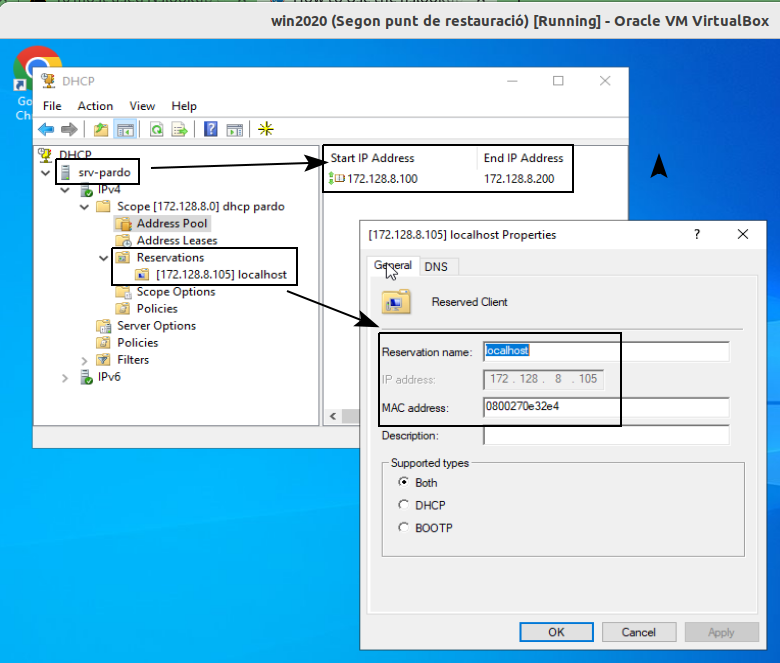 win2020 (Segon punt de restauració) [Running] - Oracle VM VirtualBox
Go
Ch
DHCP
File Action View Help
DHCP
srv-pardo
IPv4
Scope [172.128.8.0] dhcp pardo
Address Pool
Address Leases
Reservations
[172.128.8.105] localhost
Scope Options
Policies
Server Options
Policies
Filters
IPv6
Start IP Address End IP Address
172.128.8.100 172.128.8.200
[172.128.8.105] localhost Properties
General DNS
Reserved Client
Reservation name: localhost
IP address: 172 . 128 . 8 . 105
MAC address: 0800270e32e4
Description:
Supported types
Both
DHCP
BOOTP
OK Cancel Apply